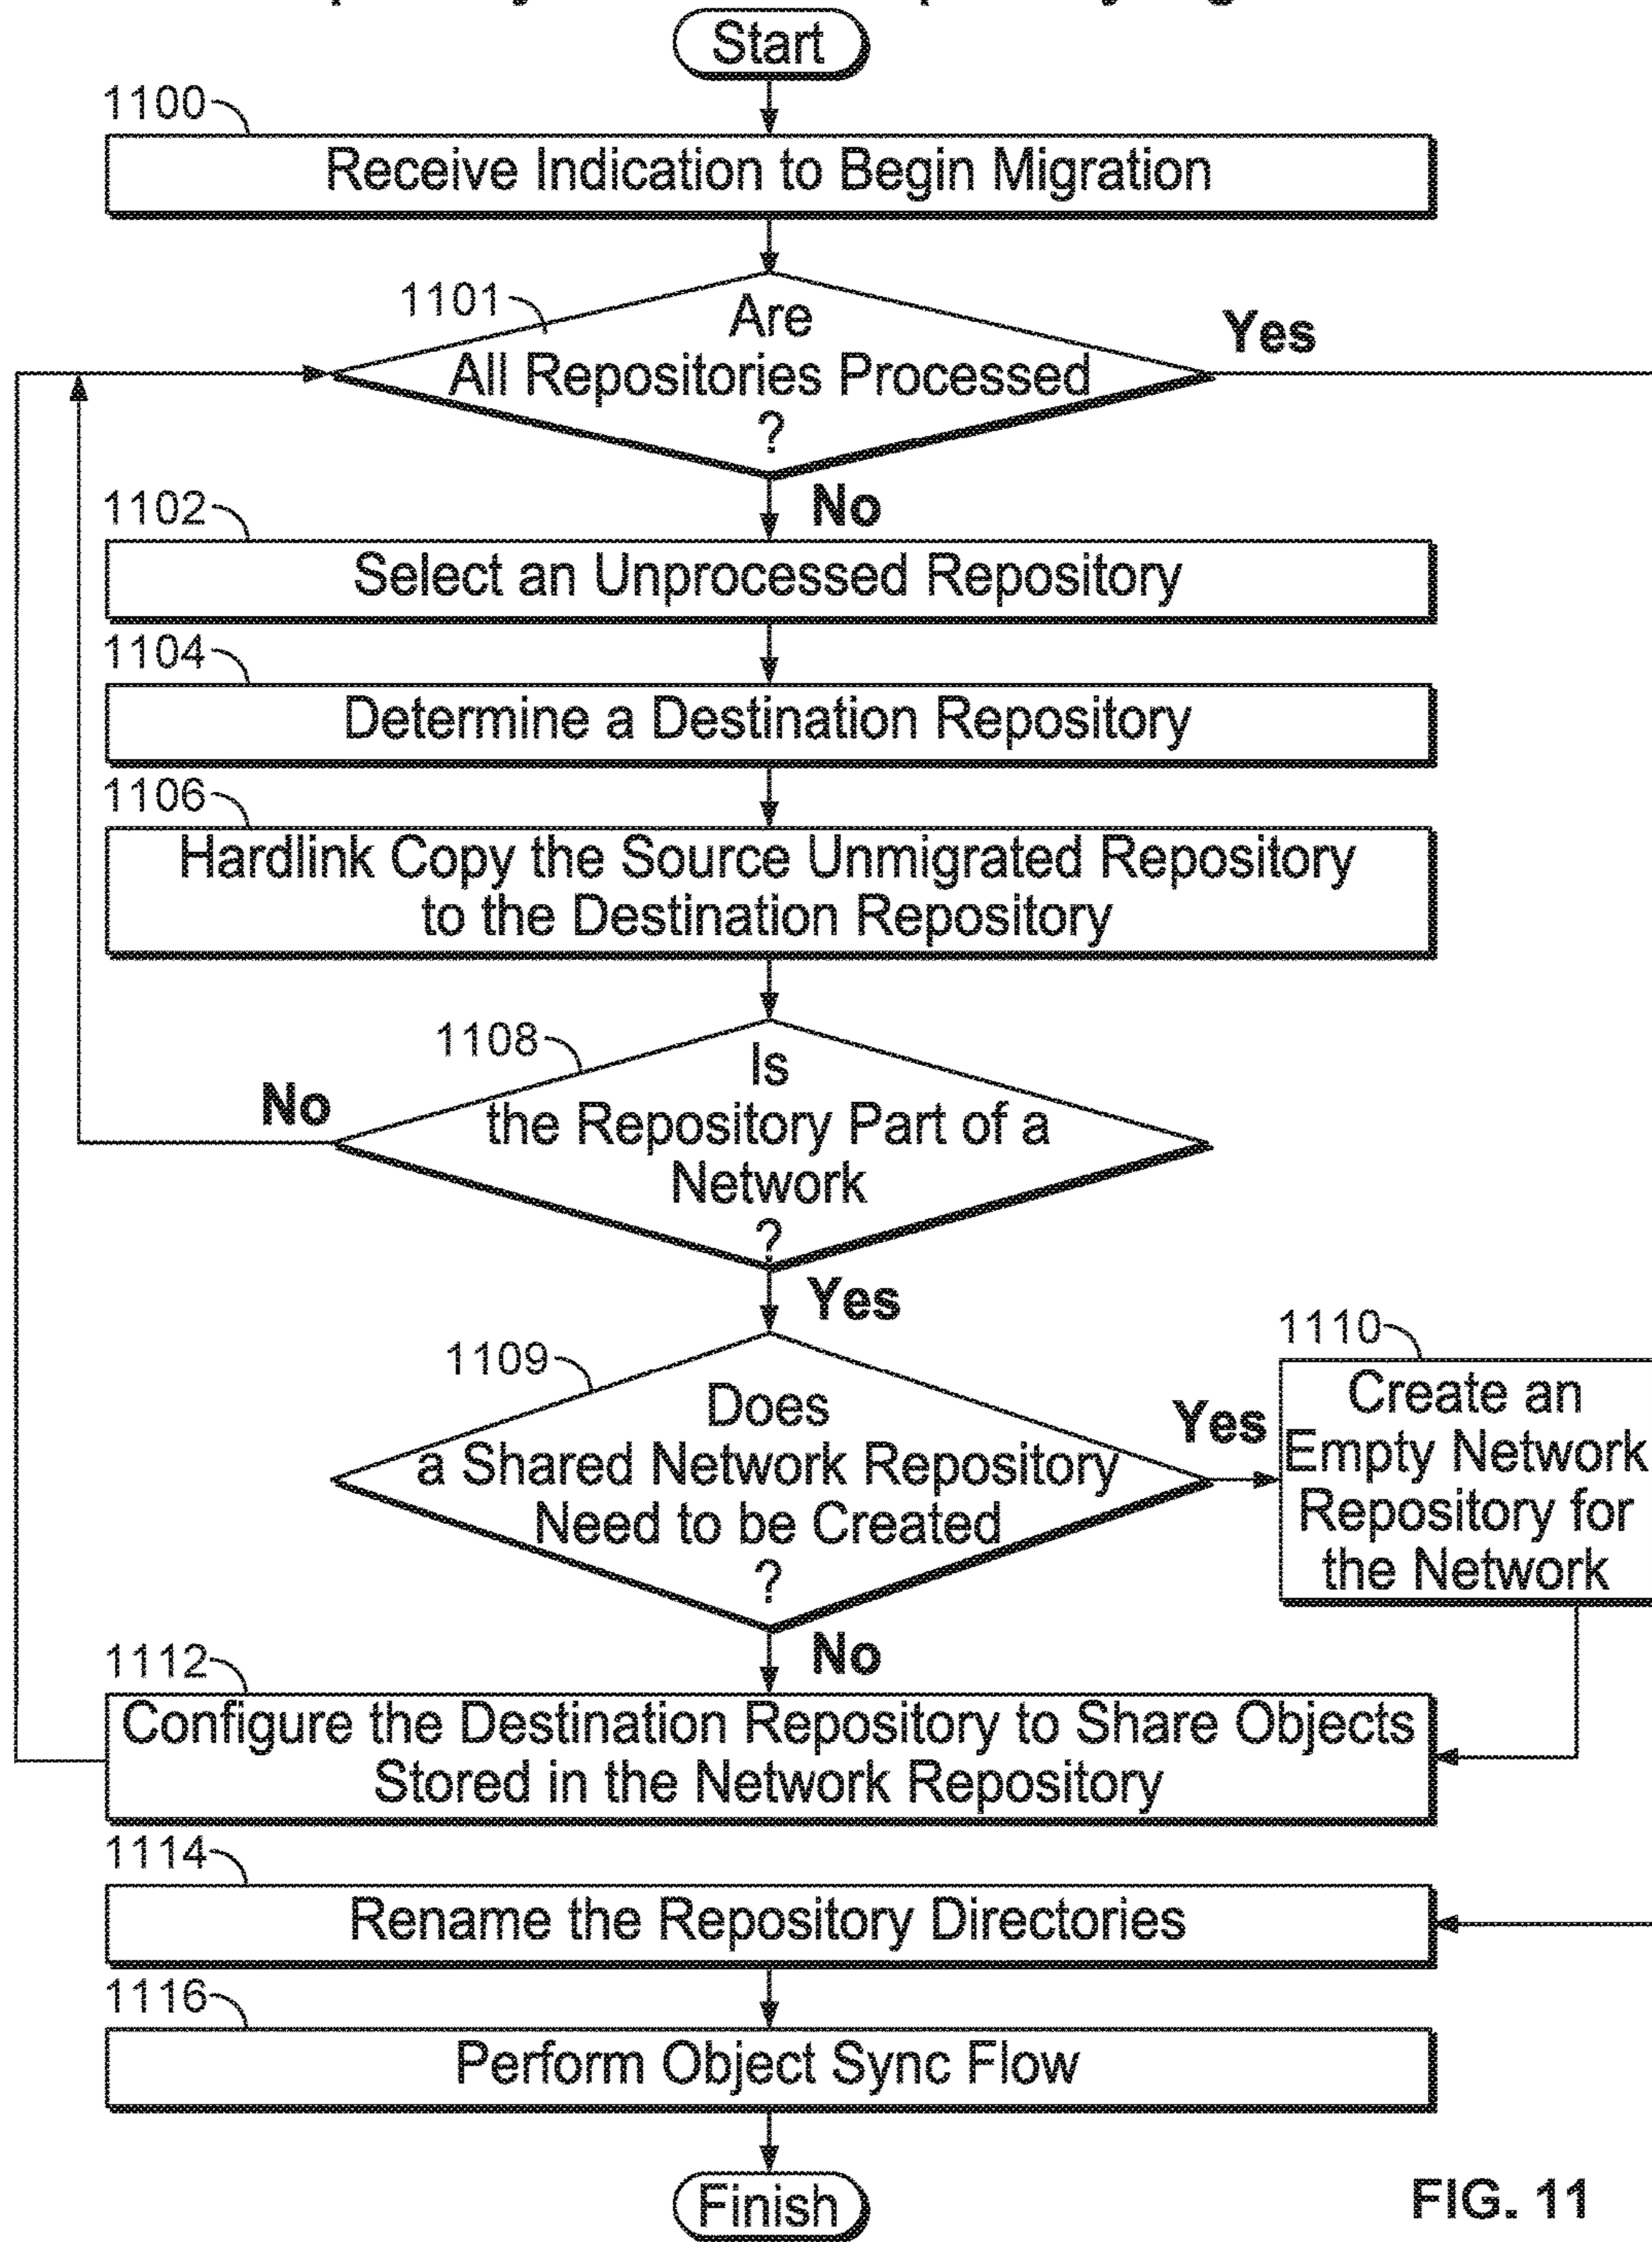 Start
1100
Receive Indication to Begin Migration
1101
Are
All Repositories Processed
?
Yes
No
1102
Select an Unprocessed Repository
1104
Determine a Destination Repository
1106
Hardlink Copy the Source Unmigrated Repository
to the Destination Repository
1108
Is
the Repository Part of a
Network
?
No
Yes
1109
Does
a Shared Network Repository
Need to be Created
?
Yes
1110
Create an
Empty Network
Repository for
the Network
No
1112
Configure the Destination Repository to Share Objects
Stored in the Network Repository
1114
Rename the Repository Directories
1116
Perform Object Sync Flow
Finish
FIG. 11